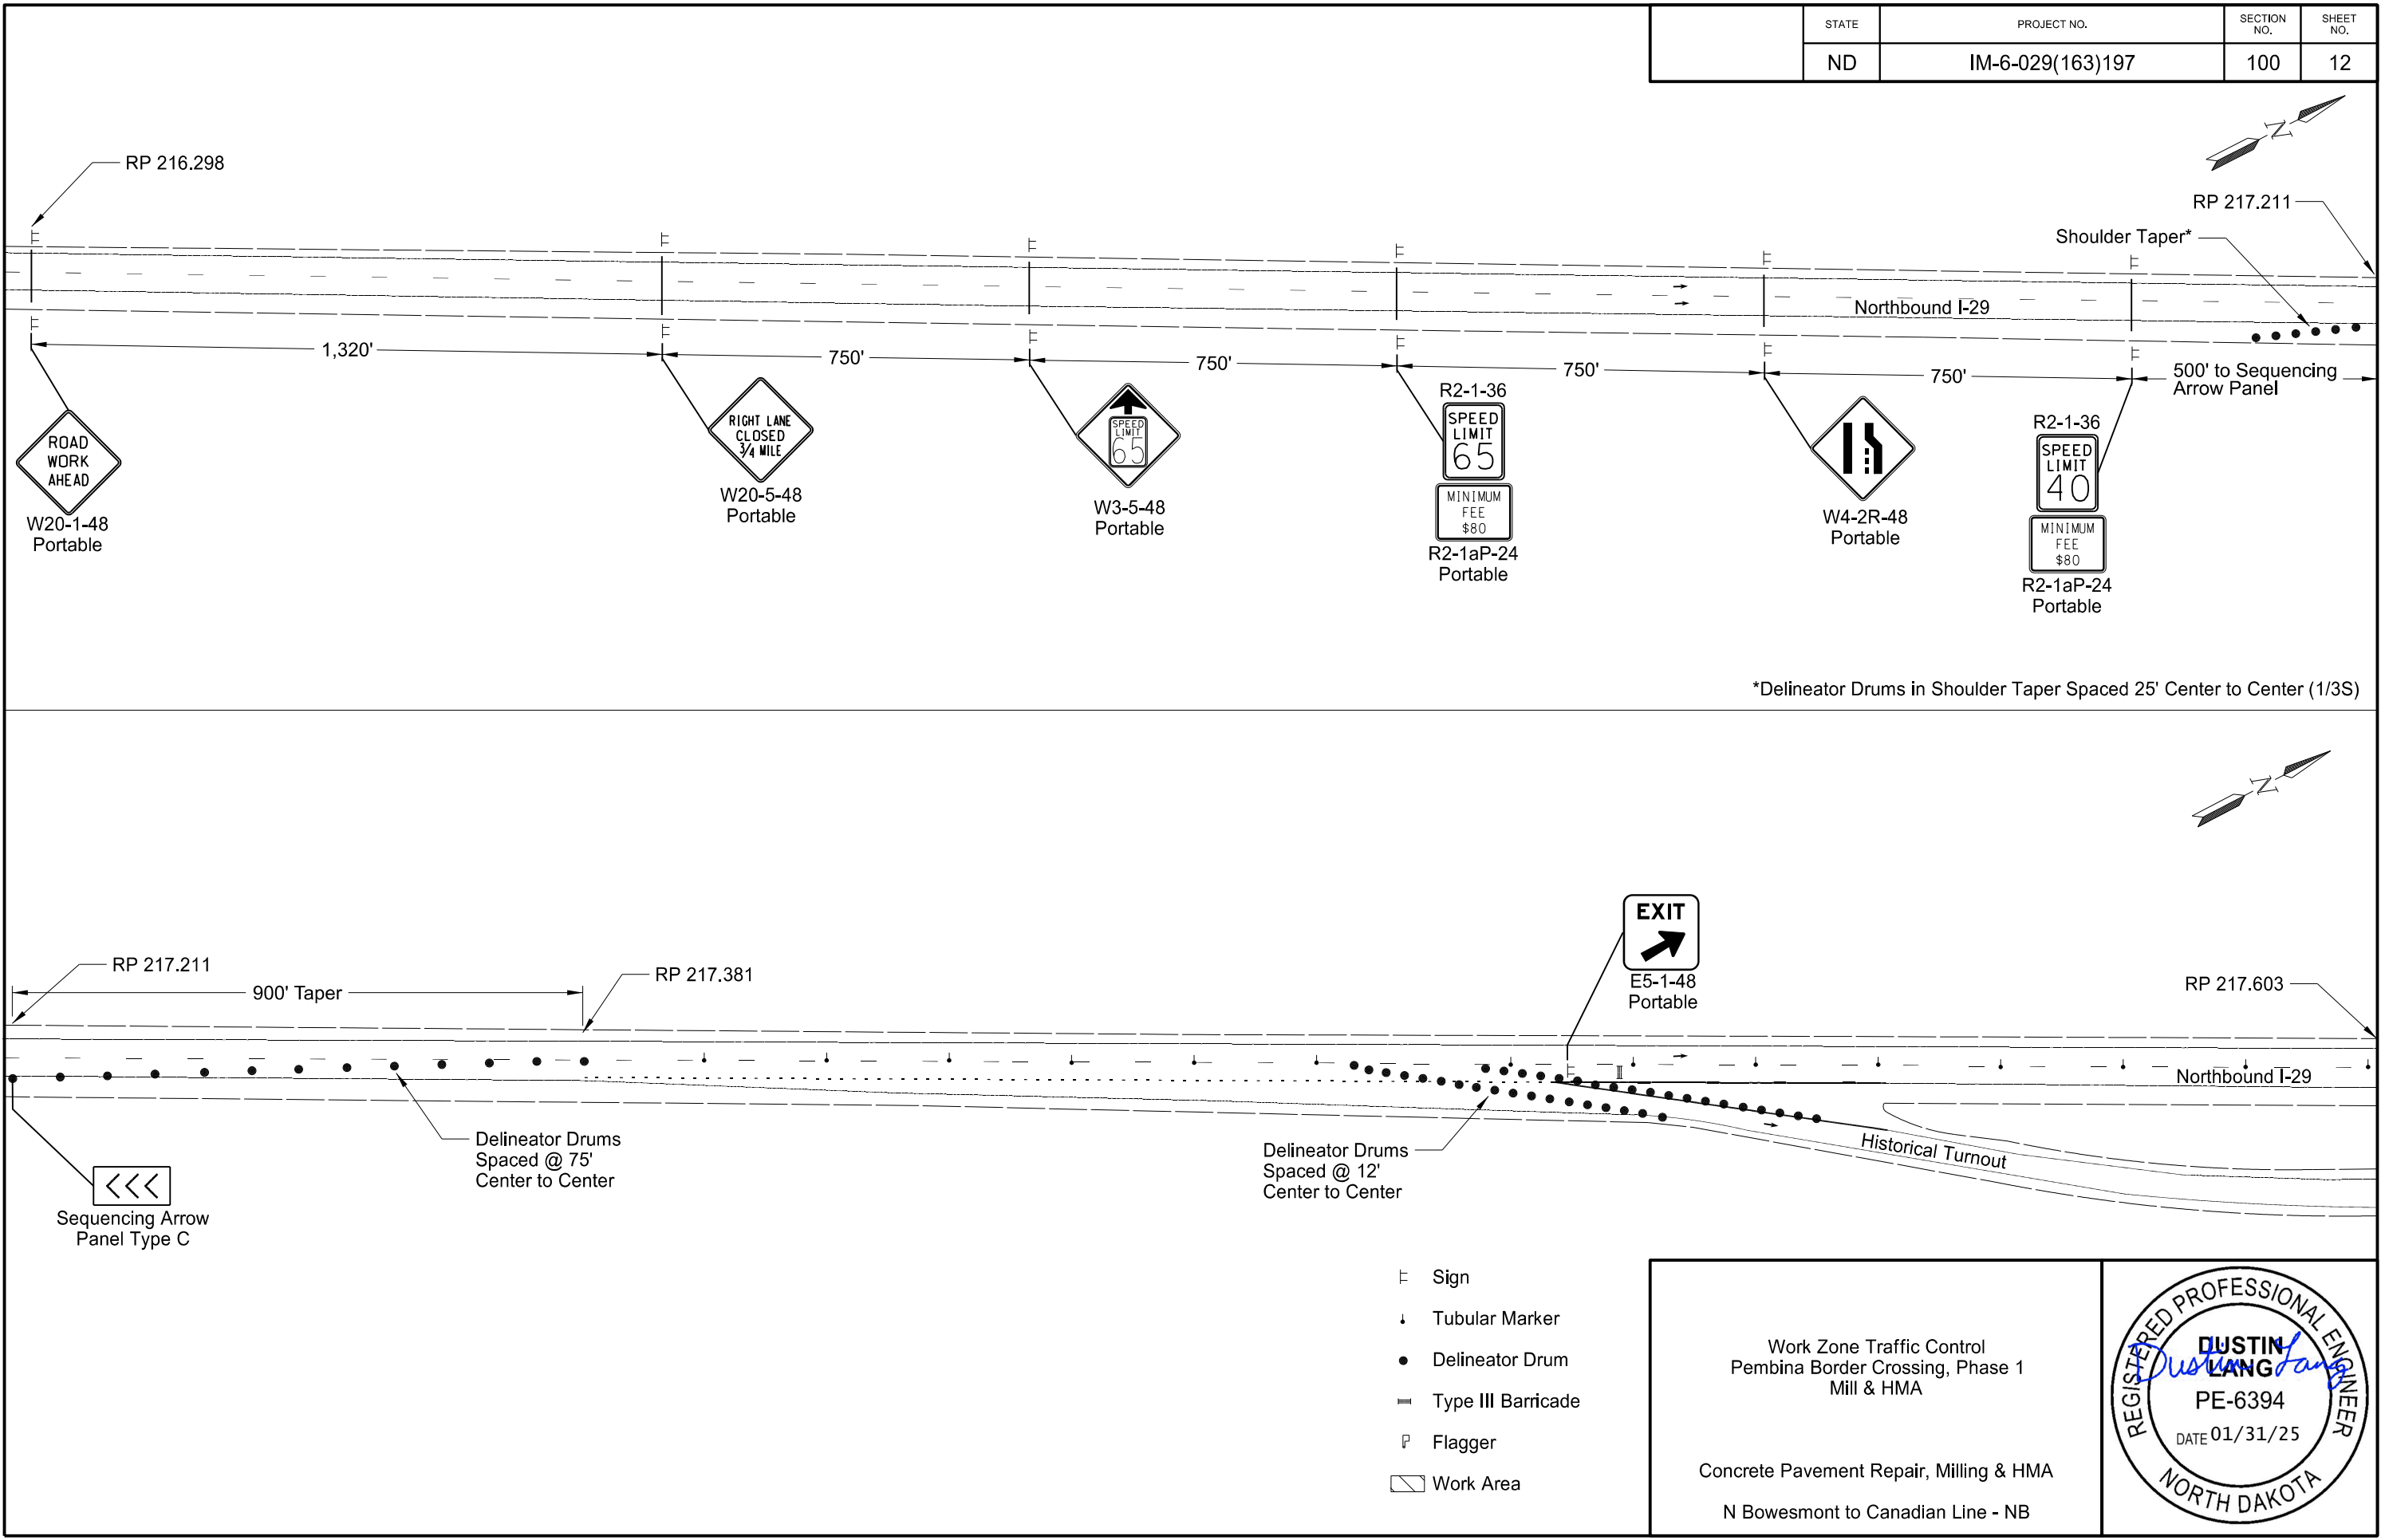 STATE
PROJECT NO.
SECTION
NO.
SHEET
NO.
ND
IM-6-029(163)197
100
12
N
RP 216.298
RP 217.211
Shoulder Taper*
Northbound I-29
1,320'
750'
750'
750'
750'
500' to Sequencing
Arrow Panel
ROAD
WORK
AHEAD
W20-1-48
Portable
RIGHT LANE
CLOSED
3/4 MILE
W20-5-48
Portable
SPEED
LIMIT
65
W3-5-48
Portable
R2-1-36
SPEED
LIMIT
65
MINIMUM
FEE
$80
R2-1aP-24
Portable
W4-2R-48
Portable
R2-1-36
SPEED
LIMIT
40
MINIMUM
FEE
$80
R2-1aP-24
Portable
*Delineator Drums in Shoulder Taper Spaced 25' Center to Center (1/3S)
N
EXIT
E5-1-48
Portable
RP 217.211
900' Taper
RP 217.381
RP 217.603
Northbound I-29
Delineator Drums
Spaced @ 75'
Center to Center
Delineator Drums
Spaced @ 12'
Center to Center
Historical Turnout
Sequencing Arrow
Panel Type C
Sign
Tubular Marker
Delineator Drum
Type III Barricade
Flagger
Work Area
Work Zone Traffic Control
Pembina Border Crossing, Phase 1
Mill & HMA
Concrete Pavement Repair, Milling & HMA
N Bowesmont to Canadian Line - NB
REGISTERED PROFESSIONAL ENGINEER
DUSTIN
LANG
Dustin Lang
PE-6394
DATE 01/31/25
NORTH DAKOTA